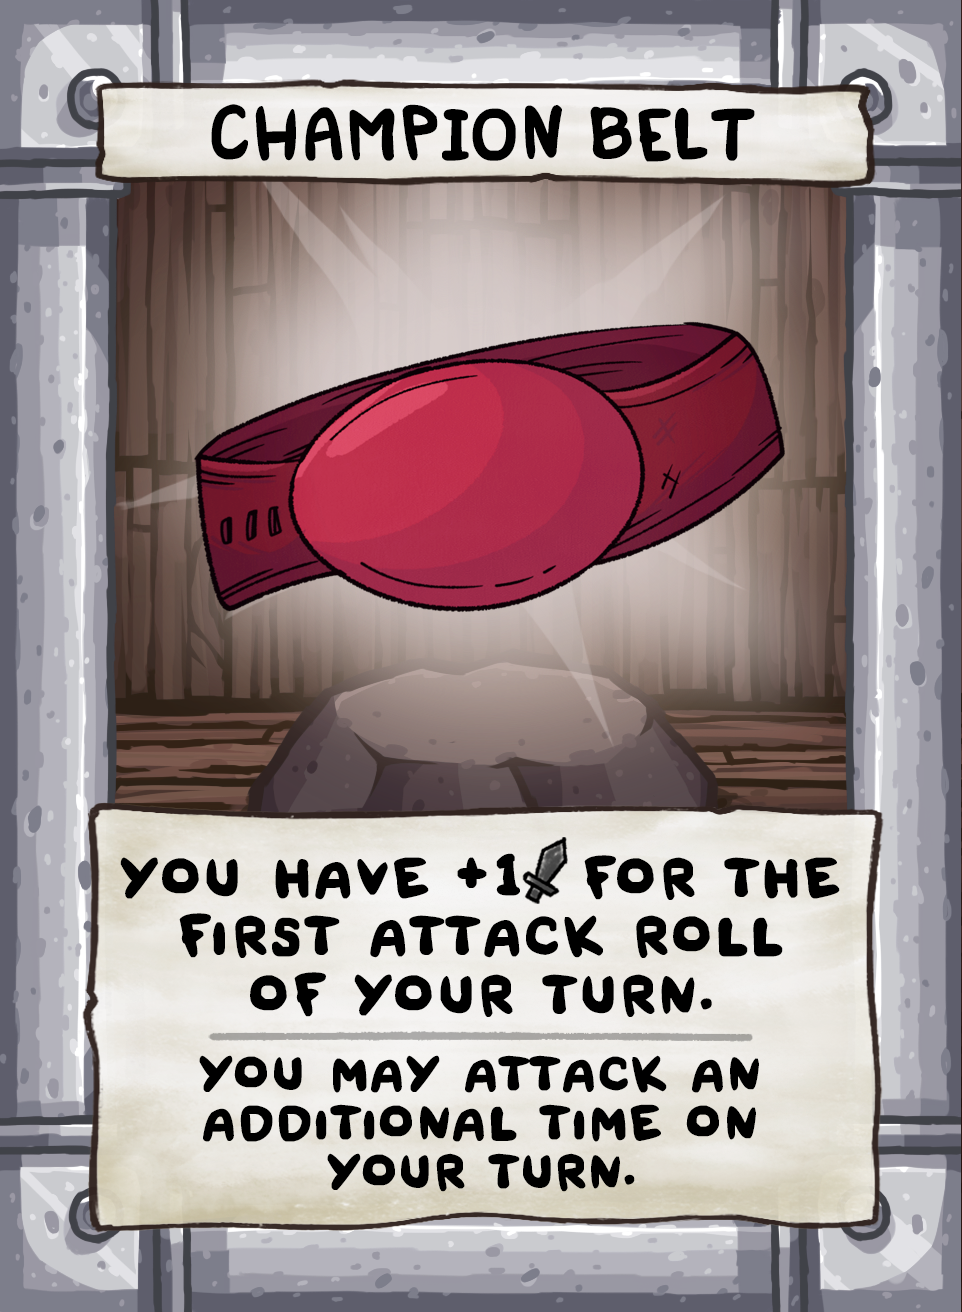 CHAMPION BELT
YOU HAVE +1 FOR THE
FIRST ATTACK ROLL
OF YOUR TURN.
YOU MAY ATTACK AN
ADDITIONAL TIME ON
YOUR TURN.